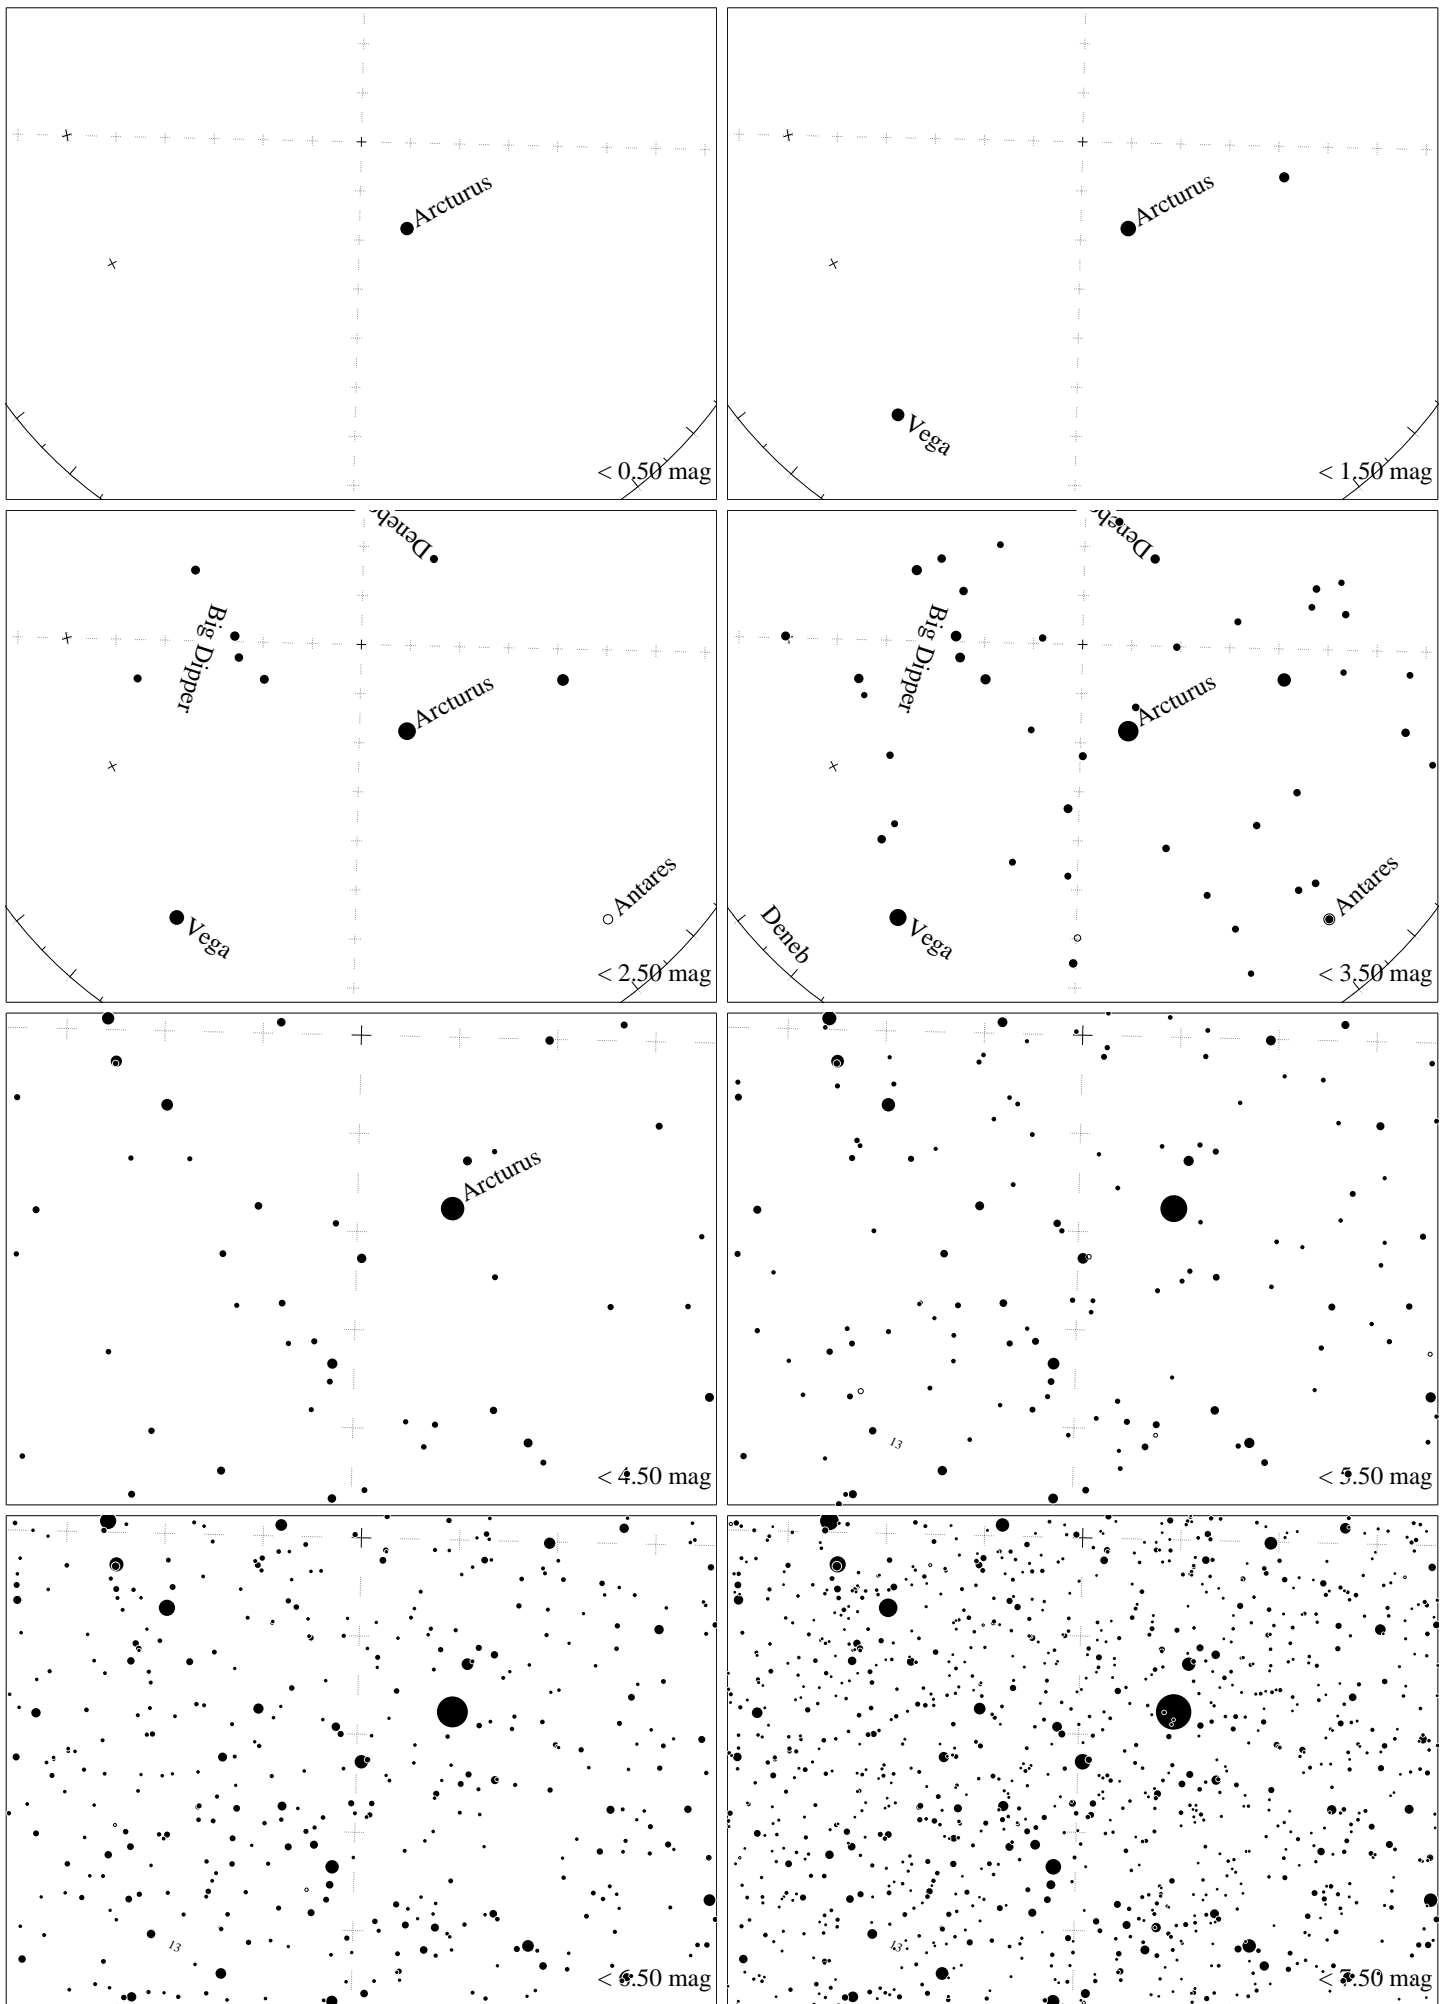 Arcturus
< 0.50 mag
Arcturus
Vega
< 1.50 mag
Deneb
Big Dipper
Arcturus
Antares
Vega
< 2.50 mag
Deneb
Big Dipper
Arcturus
Antares
Vega
Deneb
< 3.50 mag
Arcturus
< 4.50 mag
13
< 5.50 mag
13
< 6.50 mag
13
< 7.50 mag